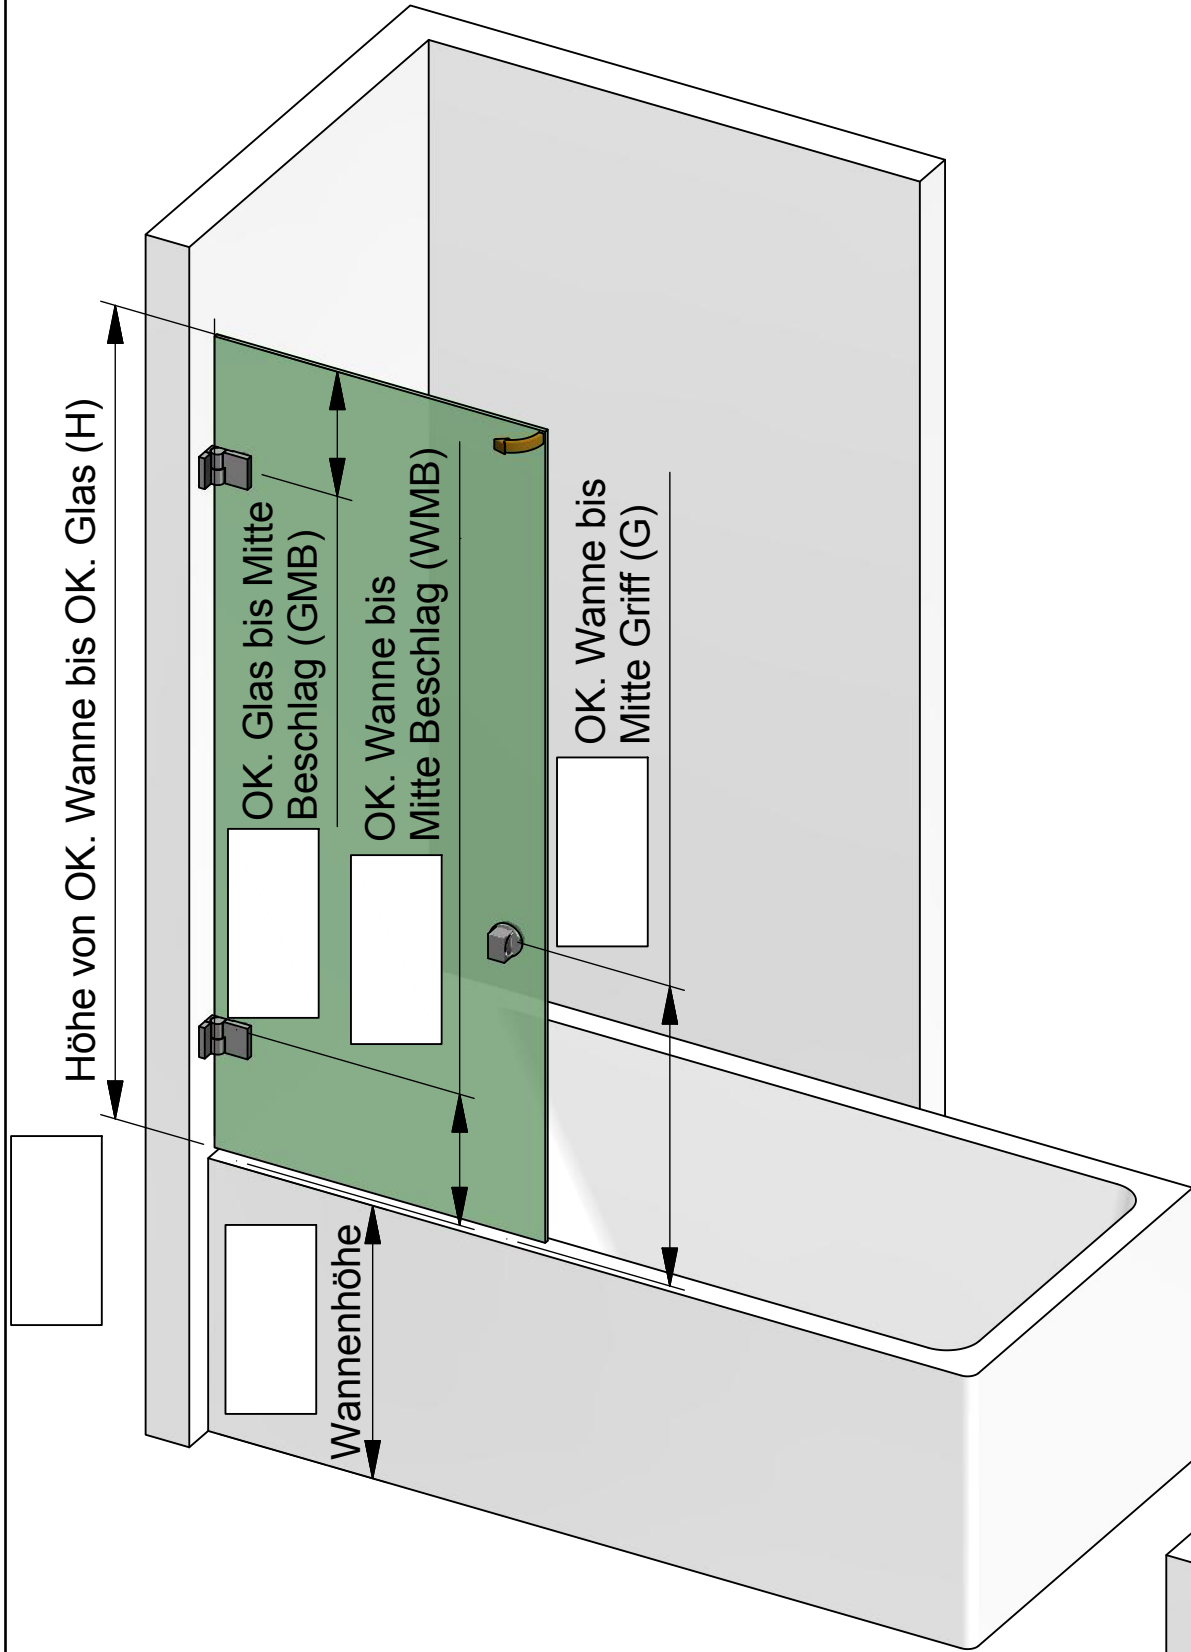 Höhe von OK. Wanne bis OK. Glas (H)
OK. Glas bis Mitte
Beschlag (GMB)
OK. Wanne bis
Mitte Beschlag (WMB)
OK. Wanne bis
Mitte Griff (G)
Wannenhöhe